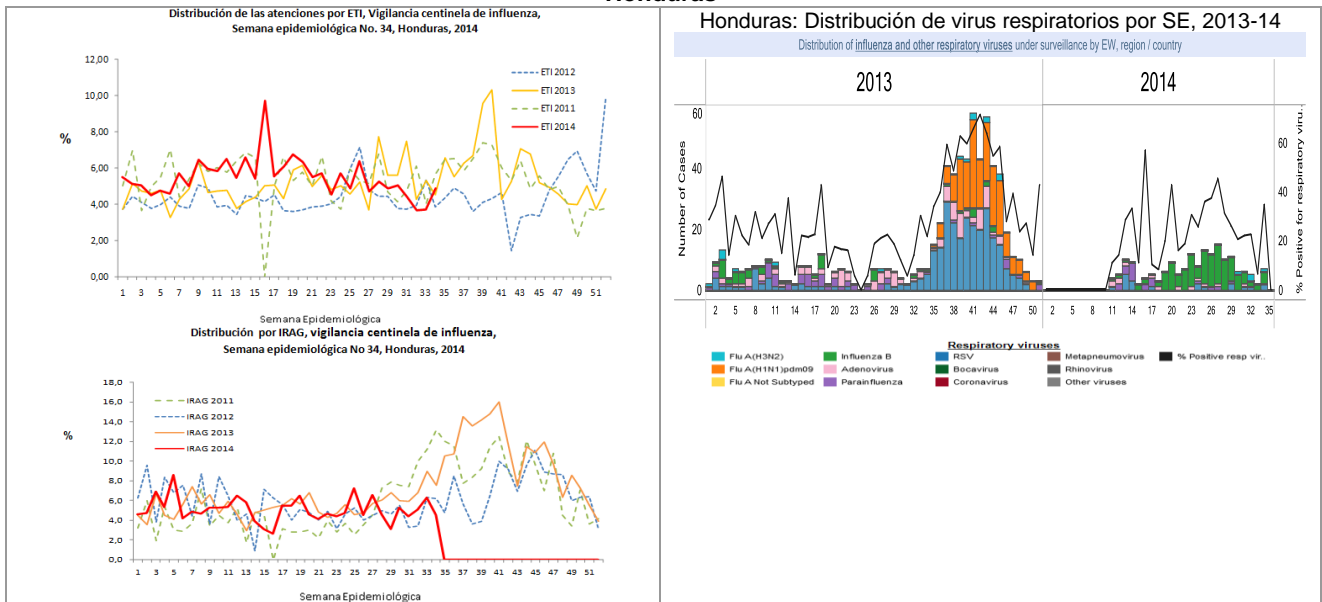 Honduras
Distribución de las atenciones por ETI, Vigilancia centinela de influenza,
Semana epidemiológica No. 34, Honduras, 2014
12,00
10,00
8,00
6,00
4,00
2,00
0,00
%
ETI 2012
ETI 2013
ETI 2011
ETI 2014
1 3 5 7 9 11 13 15 17 19 21 23 25 27 29 31 33 35 37 39 41 43 45 47 49 51
Semana Epidemiológica
Distribución por IRAG, vigilancia centinela de influenza,
Semana epidemiológica No 34, Honduras, 2014
18,0
16,0
14,0
12,0
10,0
8,0
6,0
4,0
2,0
0,0
%
IRAG 2011
IRAG 2012
IRAG 2013
IRAG 2014
1 3 5 7 9 11 13 15 17 19 21 23 25 27 29 31 33 35 37 39 41 43 45 47 49 51
Semana Epidemiológica
Honduras: Distribución de virus respiratorios por SE, 2013-14
Distribution of influenza and other respiratory viruses under surveillance by EW, region / country
2013 2014
Number of Cases
60
40
20
0
% Positive for respiratory viru..
60
40
20
0
2 5 8 11 14 17 20 23 26 29 32 35 38 41 44 47 50 2 5 8 11 14 17 20 23 26 29 32 35
Respiratory viruses
Flu A(H3N2) Influenza B RSV Metapneumovirus % Positive resp vir..
Flu A(H1N1)pdm09 Adenovirus Bocavirus Rhinovirus
Flu A Not Subtyped Parainfluenza Coronavirus Other viruses